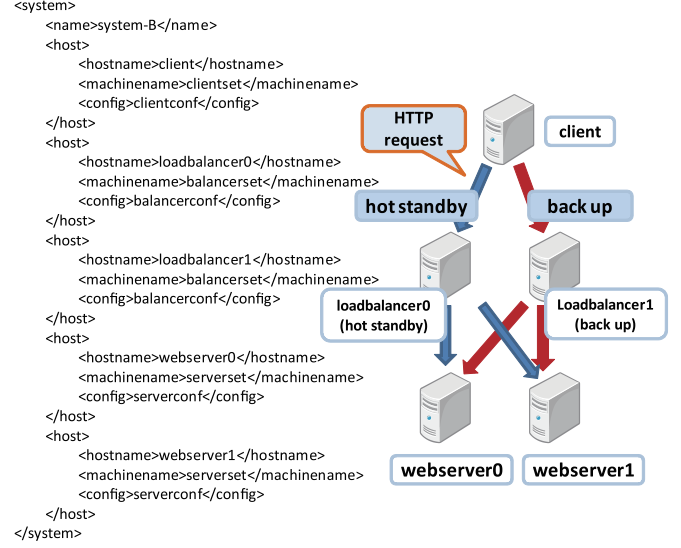 <system>
<name>system-B</name>
<host>
<hostname>client</hostname>
<machinename>clientset</machinename>
<config>clientconf</config>
</host>
<host>
<hostname>loadbalancer0</hostname>
<machinename>balancerset</machinename>
<config>balancerconf</config>
</host>
<host>
<hostname>loadbalancer1</hostname>
<machinename>balancerset</machinename>
<config>balancerconf</config>
</host>
<host>
<hostname>webserver0</hostname>
<machinename>serverset</machinename>
<config>serverconf</config>
</host>
<host>
<hostname>webserver1</hostname>
<machinename>serverset</machinename>
<config>serverconf</config>
</host>
</system>
HTTP
request
client
hot standby
back up
loadbalancer0
(hot standby)
Loadbalancer1
(back up)
webserver0
webserver1